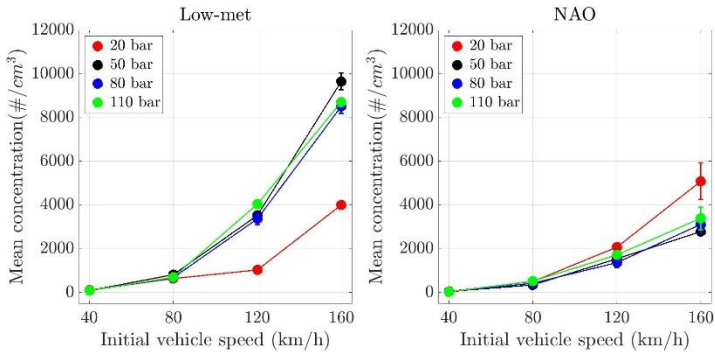 Low-met
Mean concentration(#/cm³)
12000
10000
8000
6000
4000
2000
0
20 bar
50 bar
80 bar
110 bar
40
80
120
160
Initial vehicle speed (km/h)
NAO
Mean concentration(#/cm³)
12000
10000
8000
6000
4000
2000
0
20 bar
50 bar
80 bar
110 bar
40
80
120
160
Initial vehicle speed (km/h)